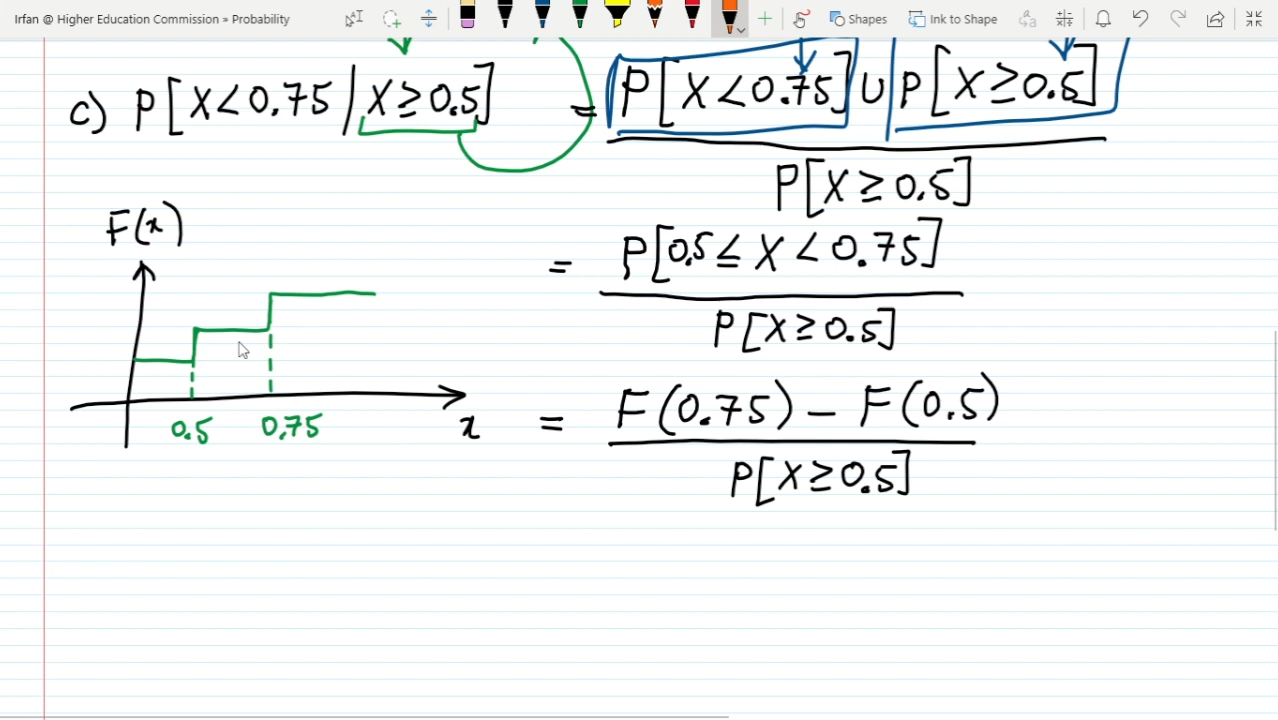 Irfan @ Higher Education Commission » Probability
Shapes
Ink to Shape
c) P[X<0.75 | X≥0.5] = P[X<0.75] ∪ P[X≥0.5]
P[X≥0.5]
F(x)
= P[0.5≤X<0.75]
P[X≥0.5]
0.5 0.75 x
= F(0.75) – F(0.5)
P[X≥0.5]